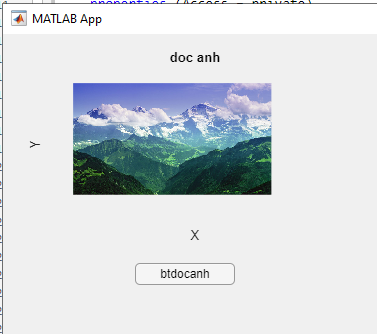 properties (Access = private)
MATLAB App
doc anh
Y
X
btdocanh